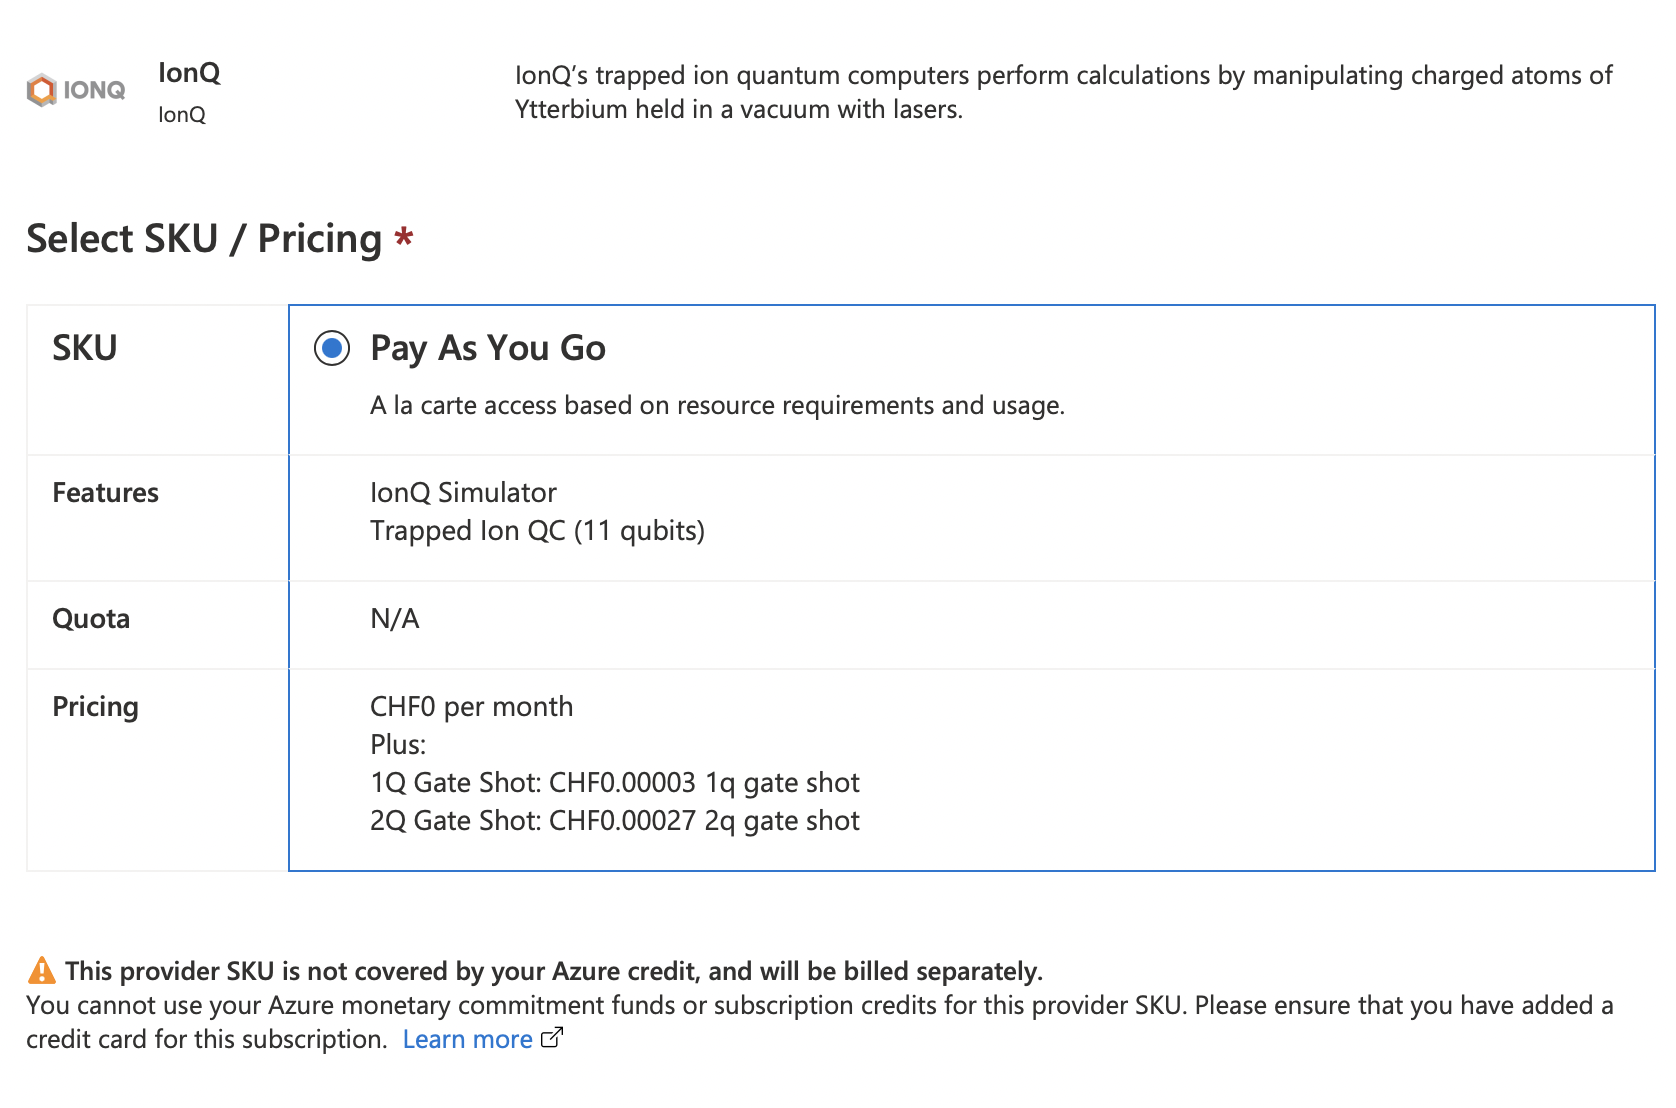 IONQ
IonQ
IonQ
IonQ’s trapped ion quantum computers perform calculations by manipulating charged atoms of
Ytterbium held in a vacuum with lasers.
Select SKU / Pricing *
SKU
Pay As You Go
A la carte access based on resource requirements and usage.
Features
IonQ Simulator
Trapped Ion QC (11 qubits)
Quota
N/A
Pricing
CHF0 per month
Plus:
1Q Gate Shot: CHF0.00003 1q gate shot
2Q Gate Shot: CHF0.00027 2q gate shot
This provider SKU is not covered by your Azure credit, and will be billed separately.
You cannot use your Azure monetary commitment funds or subscription credits for this provider SKU. Please ensure that you have added a
credit card for this subscription. Learn more